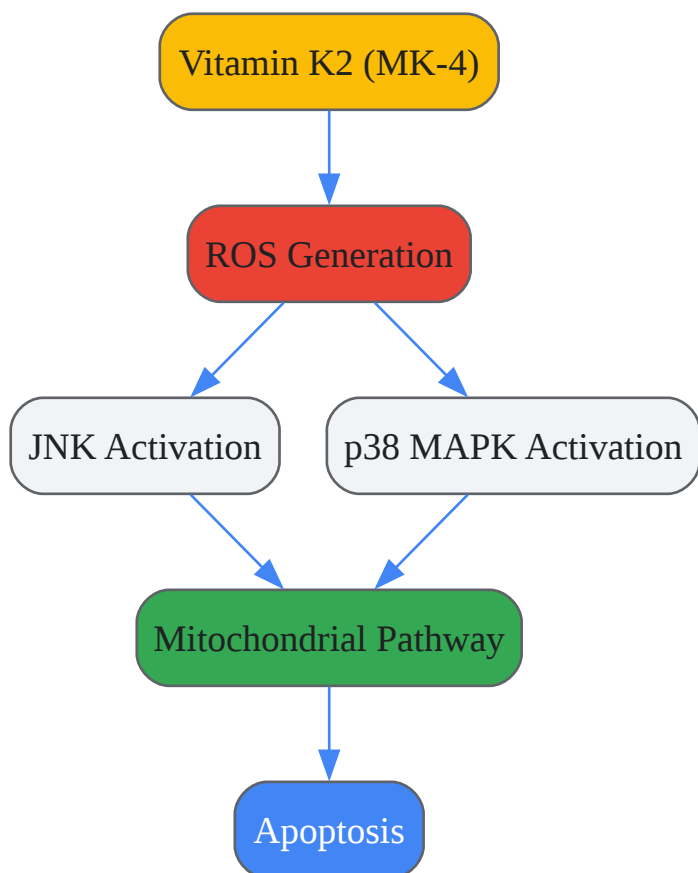 Vitamin K2 (MK-4)
ROS Generation
JNK Activation
p38 MAPK Activation
Mitochondrial Pathway
Apoptosis